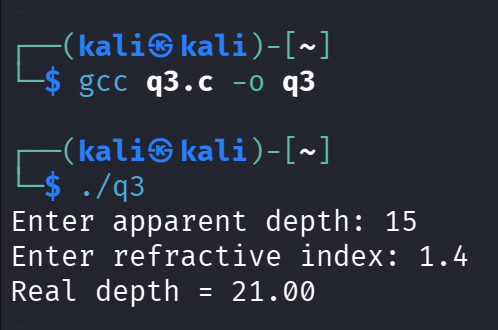 ┌──(kali㉿kali)-[~]
└─$ gcc q3.c -o q3
┌──(kali㉿kali)-[~]
└─$ ./q3
Enter apparent depth: 15
Enter refractive index: 1.4
Real depth = 21.00